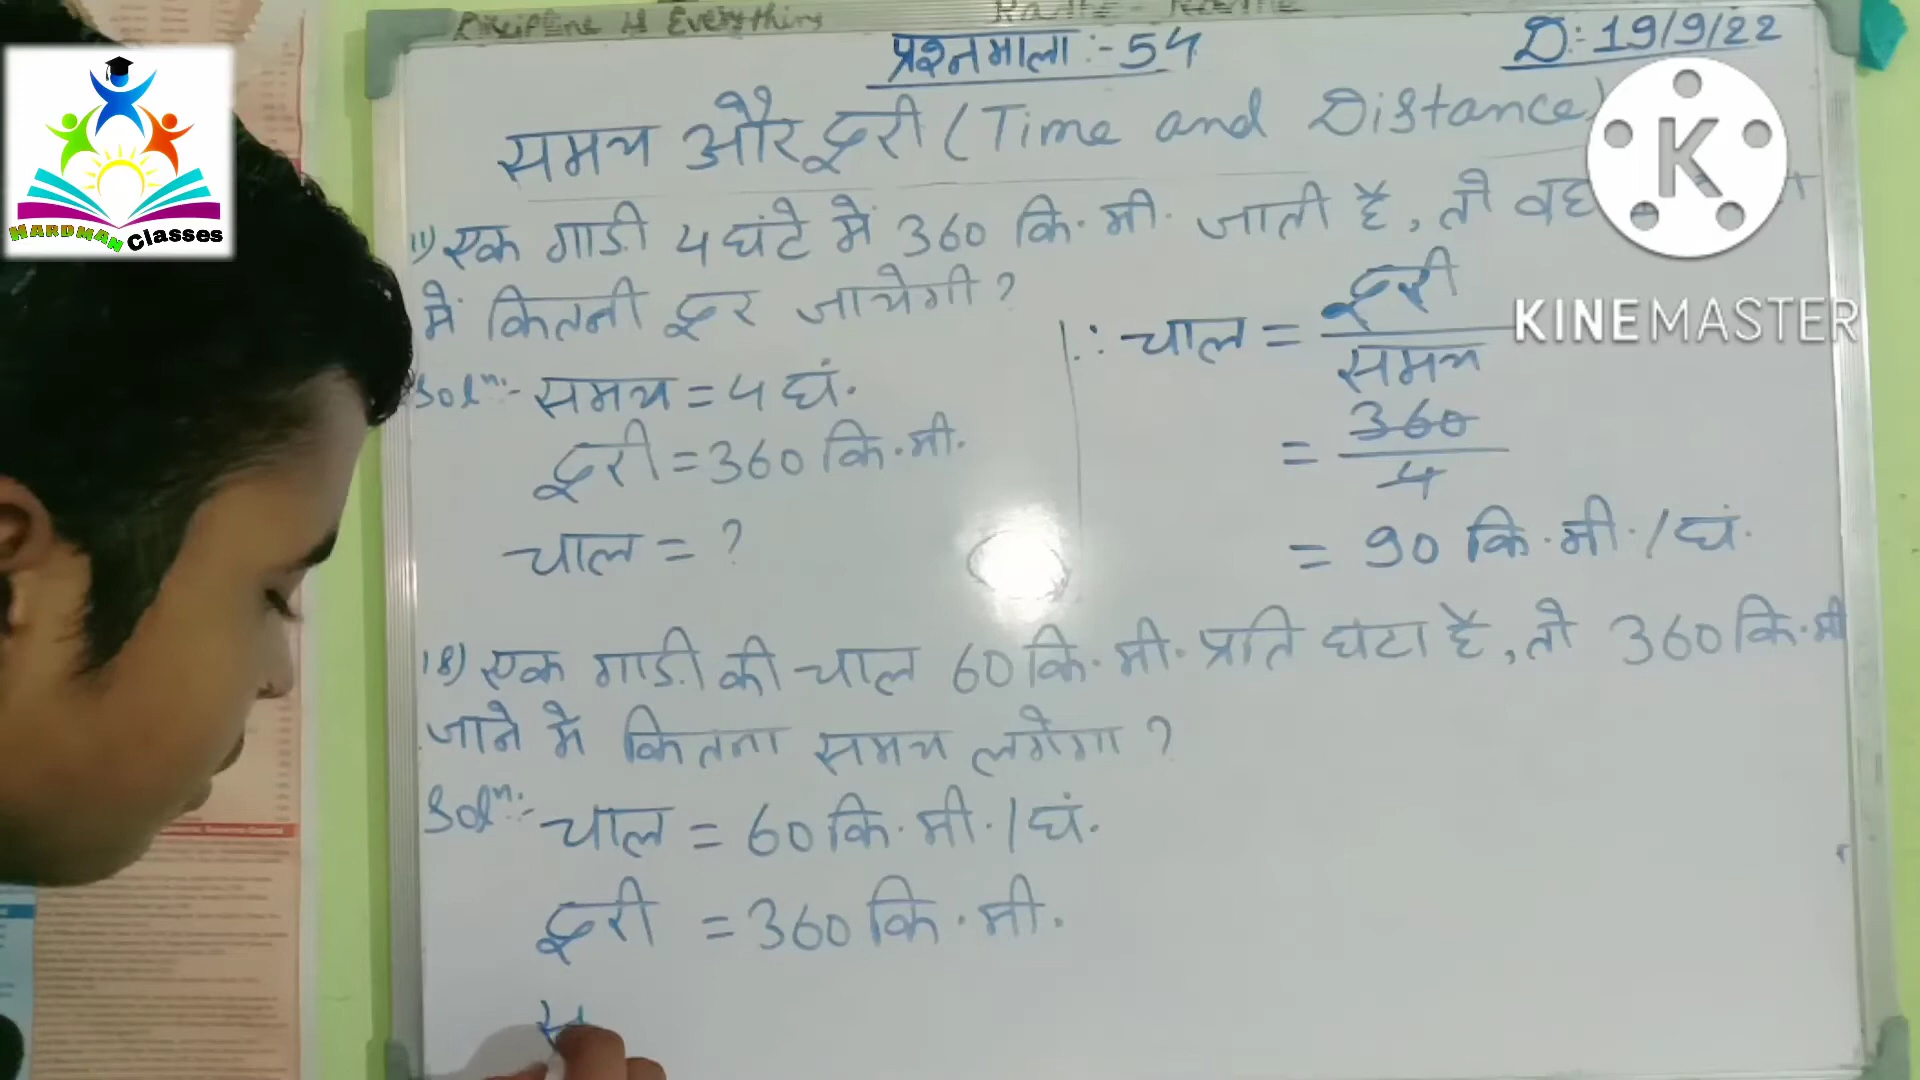 Discipline is Everything
प्रश्नमाला :- 54
D:- 19/9/22
समय और दूरी (Time and Distance)
11) एक गाडी 4 घंटे में 360 कि.मी. जाती है, तो वह
में कितनी दूर जायेगी ?
Solⁿ:- समय = 4 घं.
दूरी = 360 कि.मी.
चाल = ?
∴ चाल = दूरी
समय
= 360
4
= 90 कि.मी./घं.
18) एक गाडी की चाल 60 कि.मी. प्रति घंटा है, तो 360 कि.मी
जाने में कितना समय लगेगा ?
Solⁿ:- चाल = 60 कि.मी./घं.
दूरी = 360 कि.मी.
HARDMAN Classes
K
KINEMASTER